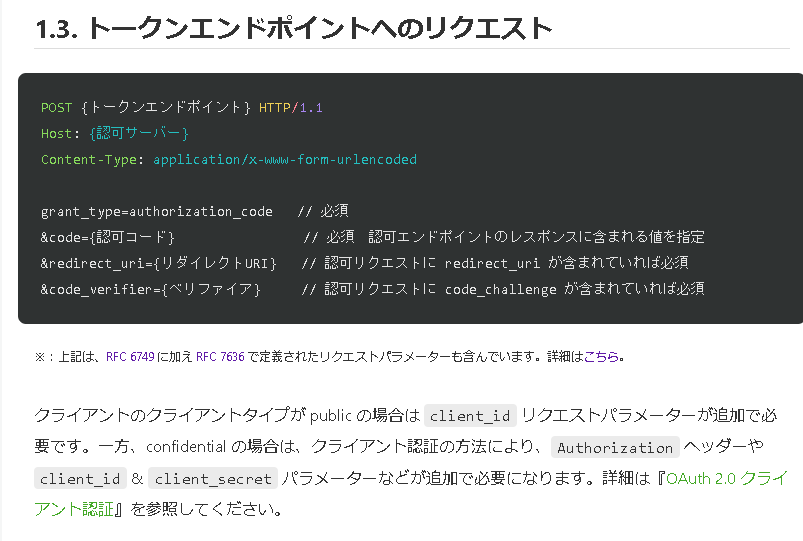 1.3. トークンエンドポイントへのリクエスト
POST {トークンエンドポイント} HTTP/1.1
Host: {認可サーバー}
Content-Type: application/x-www-form-urlencoded
grant_type=authorization_code // 必須
&code={認可コード} // 必須 認可エンドポイントのレスポンスに含まれる値を指定
&redirect_uri={リダイレクトURI} // 認可リクエストに redirect_uri が含まれていれば必須
&code_verifier={ベリファイア} // 認可リクエストに code_challenge が含まれていれば必須
※：上記は、RFC 6749 に加え RFC 7636 で定義されたリクエストパラメーターも含んでいます。詳細はこちら。
クライアントのクライアントタイプが public の場合は client_id リクエストパラメーターが追加で必
要です。一方、confidential の場合は、クライアント認証の方法により、 Authorization ヘッダーや
client_id & client_secret パラメーターなどが追加で必要になります。詳細は『OAuth 2.0 クライ
アント認証』を参照してください。